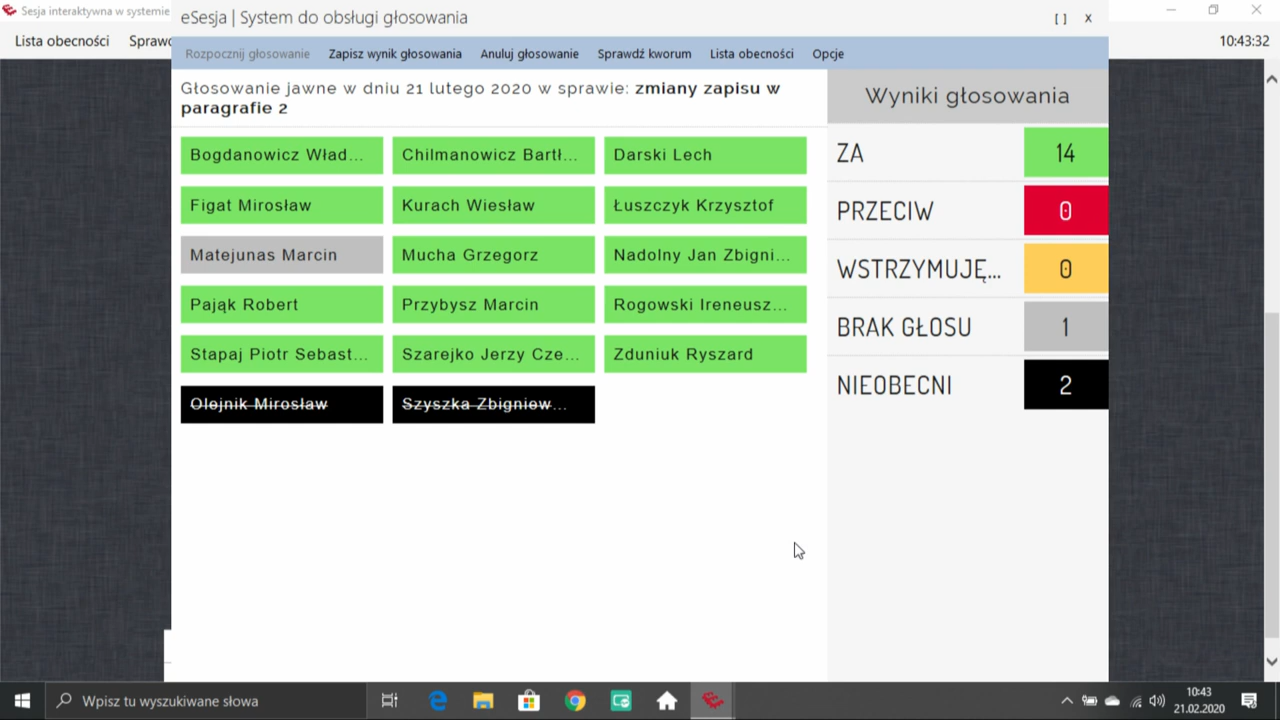 Sesja interaktywna w systemie
eSesja | System do obsługi głosowania
[ ] X
Lista obecności
10:43:32
Rozpocznij głosowanie Zapisz wynik głosowania Anuluj głosowanie Sprawdź kworum Lista obecności Opcje
Głosowanie jawne w dniu 21 lutego 2020 w sprawie: zmiany zapisu w
paragrafie 2
Wyniki głosowania
Bogdanowicz Wład... Chilmanowicz Bartł... Darski Lech
ZA 14
Figat Mirosław Kurach Wiesław Łuszczyk Krzysztof
PRZECIW 0
Matejunas Marcin Mucha Grzegorz Nadolny Jan Zbigni...
WSTRZYMUJĘ... 0
Pająk Robert Przybysz Marcin Rogowski Ireneusz...
BRAK GŁOSU 1
Stapaj Piotr Sebast... Szarejko Jerzy Cze... Zduniuk Ryszard
NIEOBECNI 2
Olejnik Mirosław Szyszka Zbigniew...
Wpisz tu wyszukiwane słowa
10:43
21.02.2020